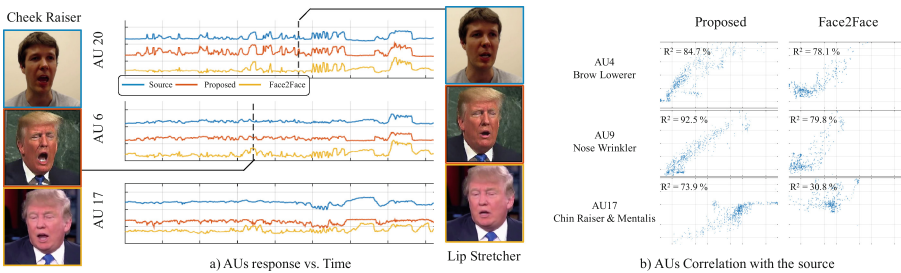 Cheek Raiser
AU 20
Source
Proposed
Face2Face
AU 6
AU 17
Lip Stretcher
a) AUs response vs. Time
Proposed
Face2Face
AU4
Brow Lowerer
R² = 84.7 %
R² = 78.1 %
AU9
Nose Wrinkler
R² = 92.5 %
R² = 79.8 %
AU17
Chin Raiser & Mentalis
R² = 73.9 %
R² = 30.8 %
b) AUs Correlation with the source